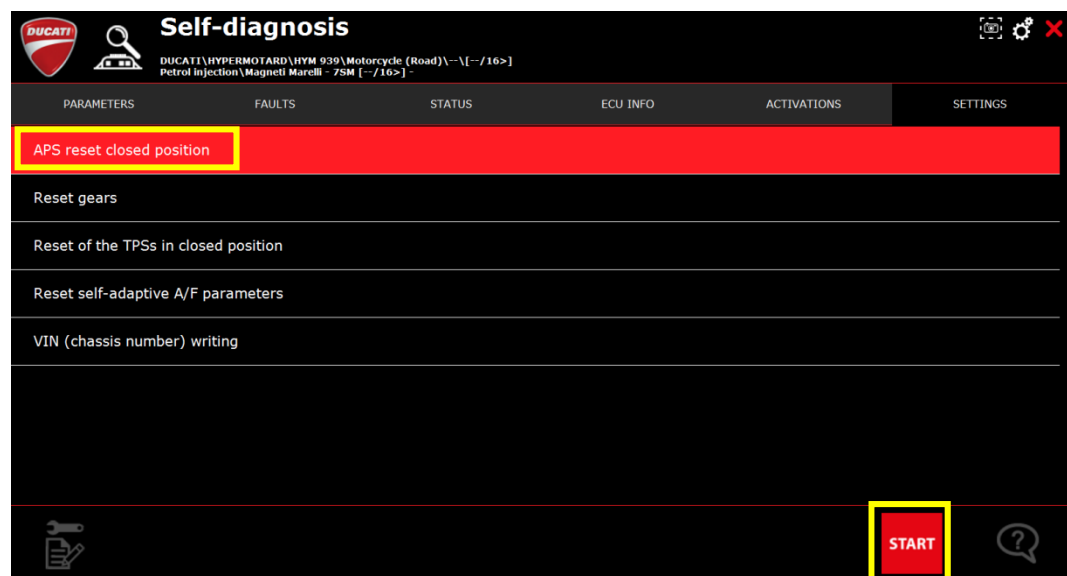 DUCATI
Self-diagnosis
DUCATI\HYPERMOTARD\HYM 939\Motorcycle (Road)\--\[--/16>]
Petrol injection\Magneti Marelli - 7SM [--/16>] -
PARAMETERS FAULTS STATUS ECU INFO ACTIVATIONS SETTINGS
APS reset closed position
Reset gears
Reset of the TPSs in closed position
Reset self-adaptive A/F parameters
VIN (chassis number) writing
START
?